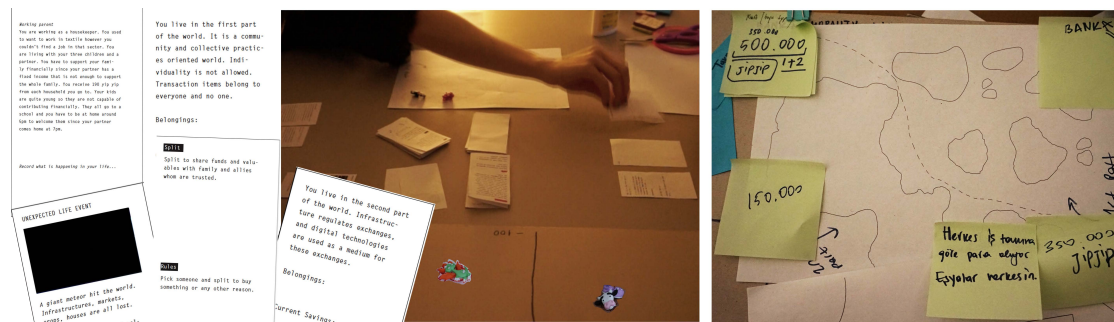 Working parent
You are working as a housekeeper. You used
to want to work in textile however you
couldn't find a job in that sector. You
are living with your three children and a
partner. You have to support your fami-
ly financially since your partner has a
fixed income that is not enough to support
the whole family. You receive 100 yip yip
from each household you go to. Your kids
are quite young so they are not capable of
contributing financially. They all go to a
school and you have to be at home around
5pm to welcome them since your partner
comes home at 7pm.
Record what is happening in your life...
UNEXPECTED LIFE EVENT
A giant meteor hit the world.
Infrastructures, markets,
crops, houses are all lost.
You live in the first part
of the world. It is a commu-
nity and collective practic-
es oriented world. Indi-
viduality is not allowed.
Transaction items belong to
everyone and no one.
Belongings:
Split
Split to share funds and valu-
ables with family and allies
whom are trusted.
Rules
Pick someone and split to buy
something or any other reason.
You live in the second part
of the world. Infrastruc-
ture regulates exchanges,
and digital technologies
are used as a medium for
these exchanges.
Belongings:
Current Savings:
350.000
500.000
jipjip 1+2
BANKA
150.000
Herkes iş tanımına
göre para alıyor
Eşyalar herkesin.
350.000
jipjip